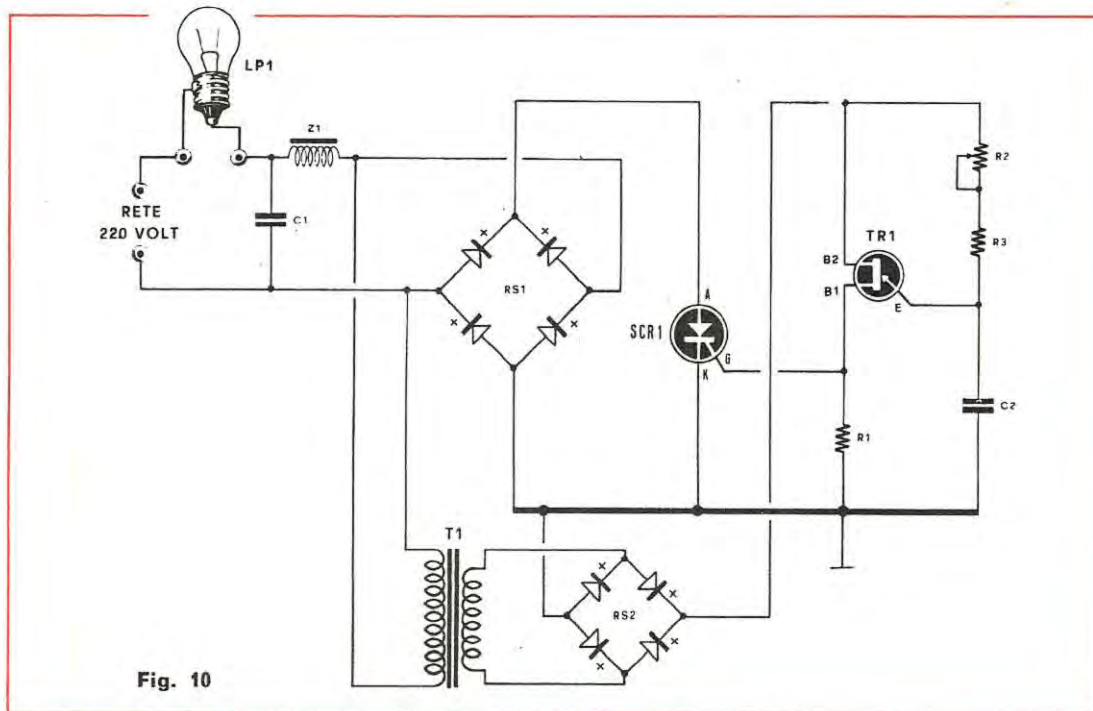 LP1
Z1
C1
RETE
220 VOLT
RS1
x
x
x
x
SCR1
A
G
K
TR1
B2
B1
E
R2
R3
C2
R1
T1
RS2
x
x
x
x
Fig. 10